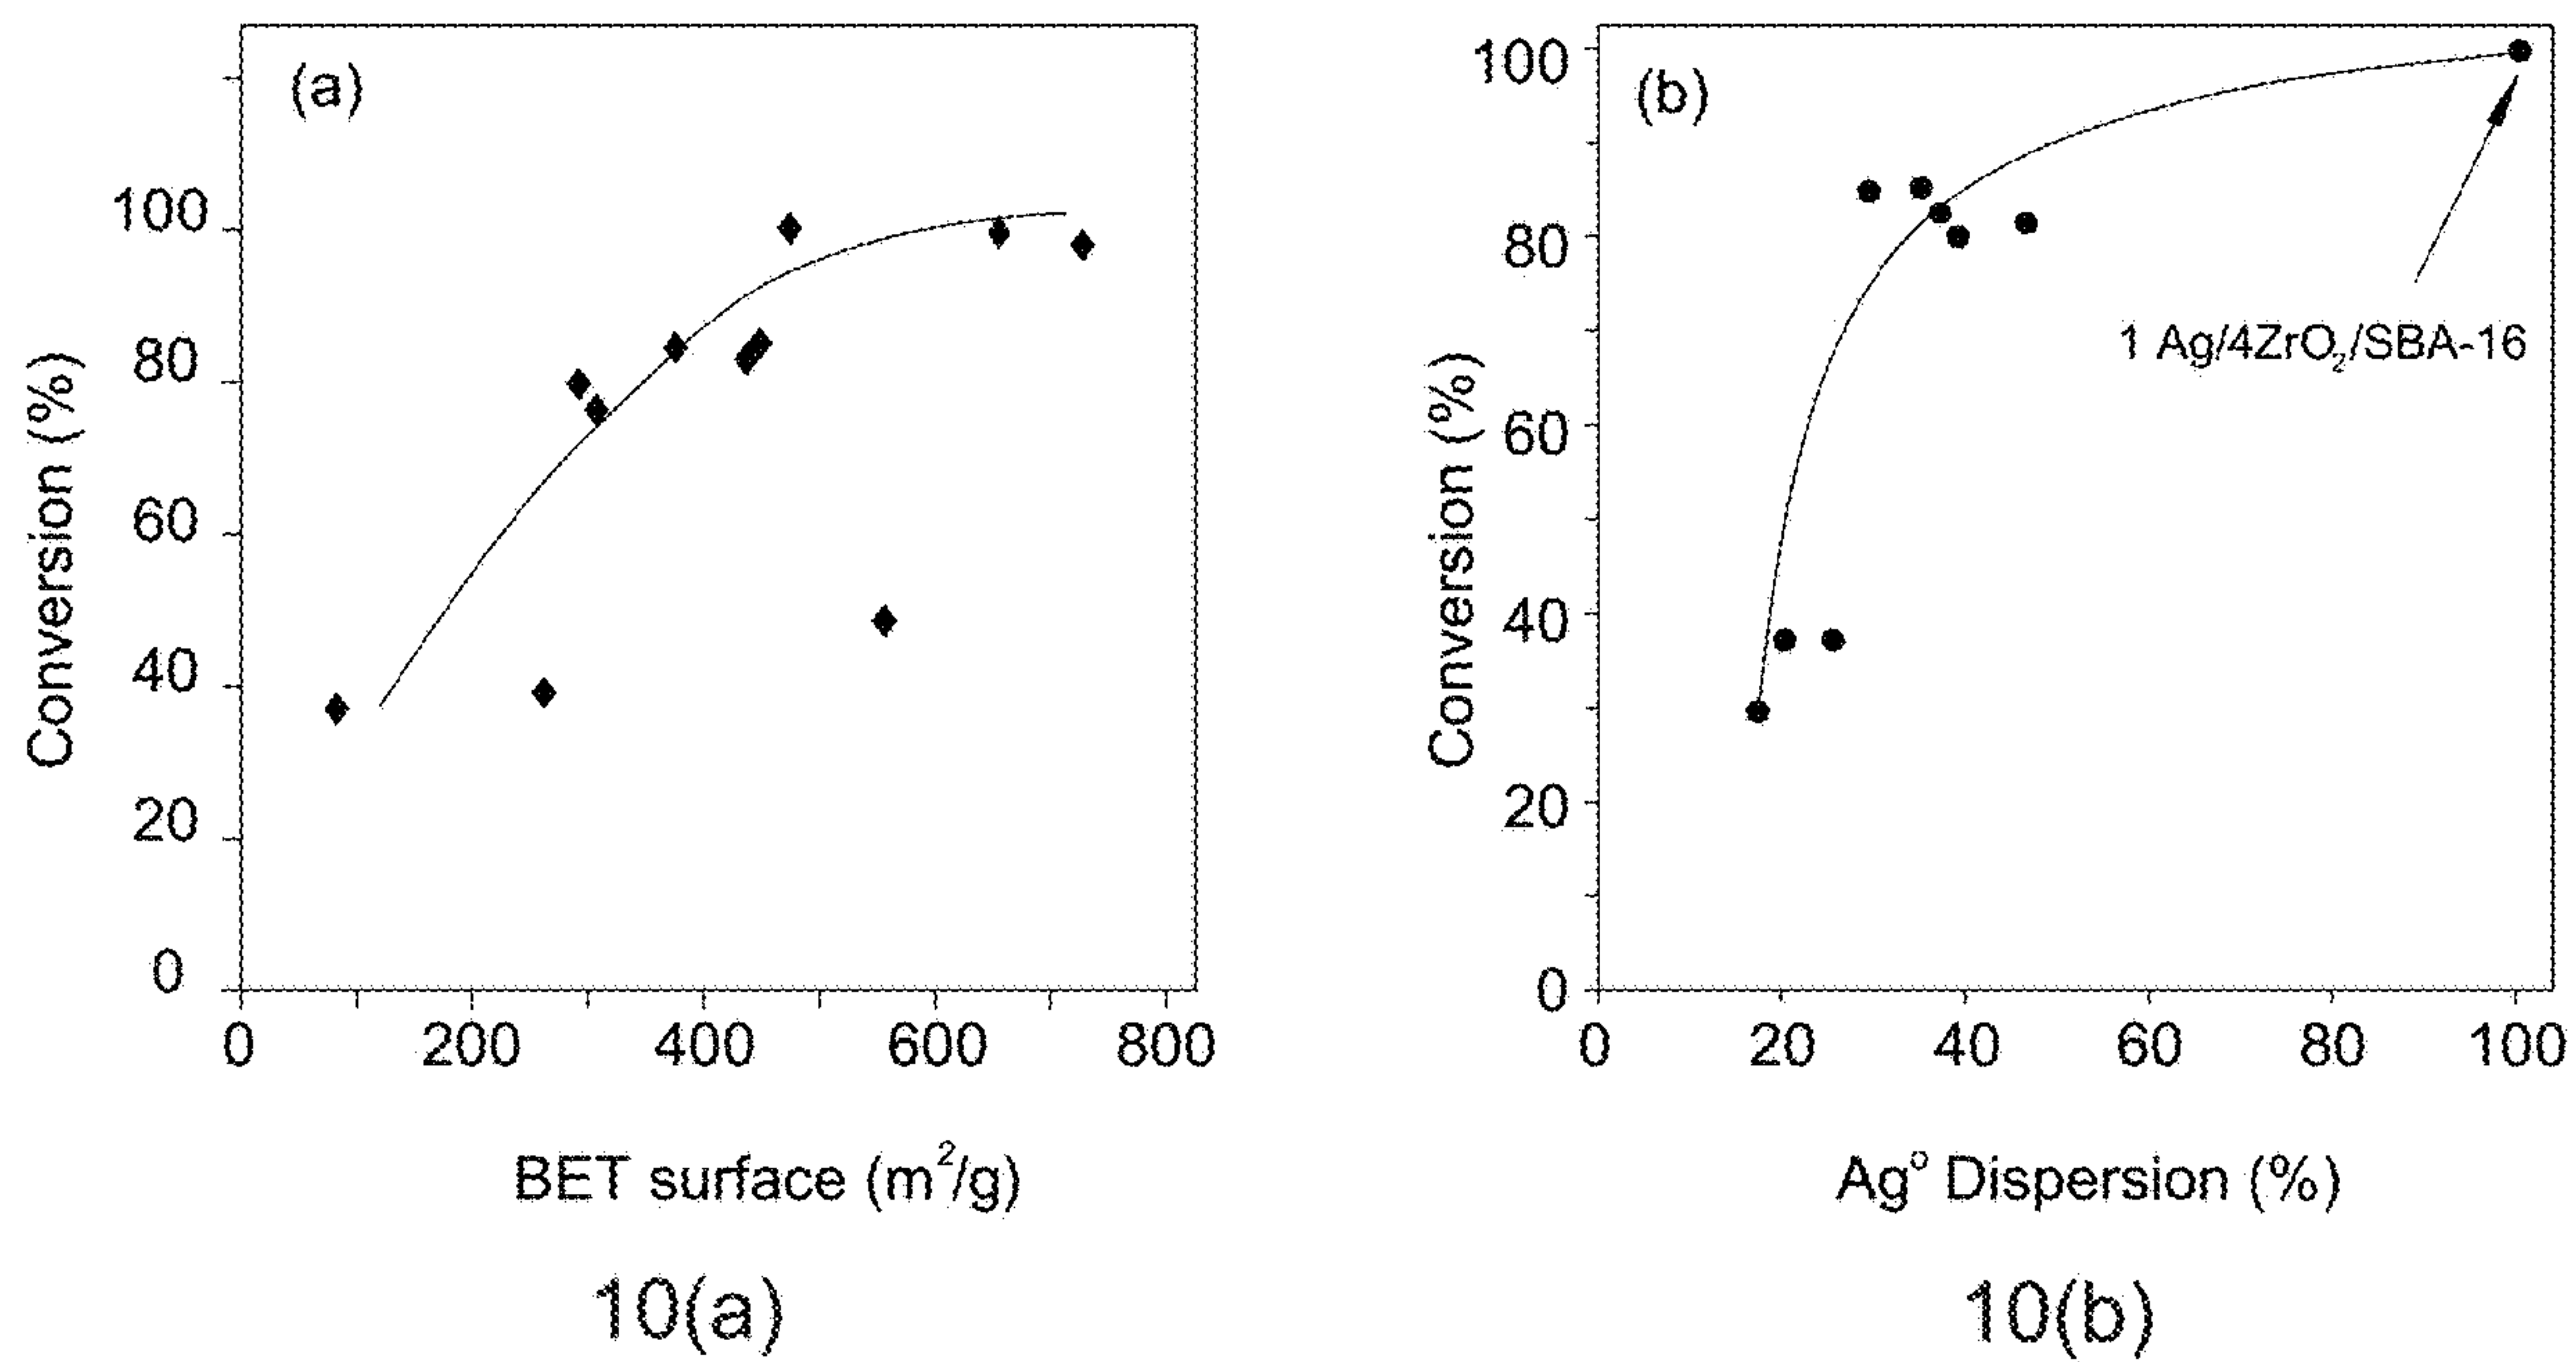 (a)
Conversion (%)
100
80
60
40
20
0
0 200 400 600 800
BET surface (m²/g)
10(a)
(b)
Conversion (%)
100
80
60
40
20
0
1 Ag/4ZrO₂/SBA-16
0 20 40 60 80 100
Ag° Dispersion (%)
10(b)